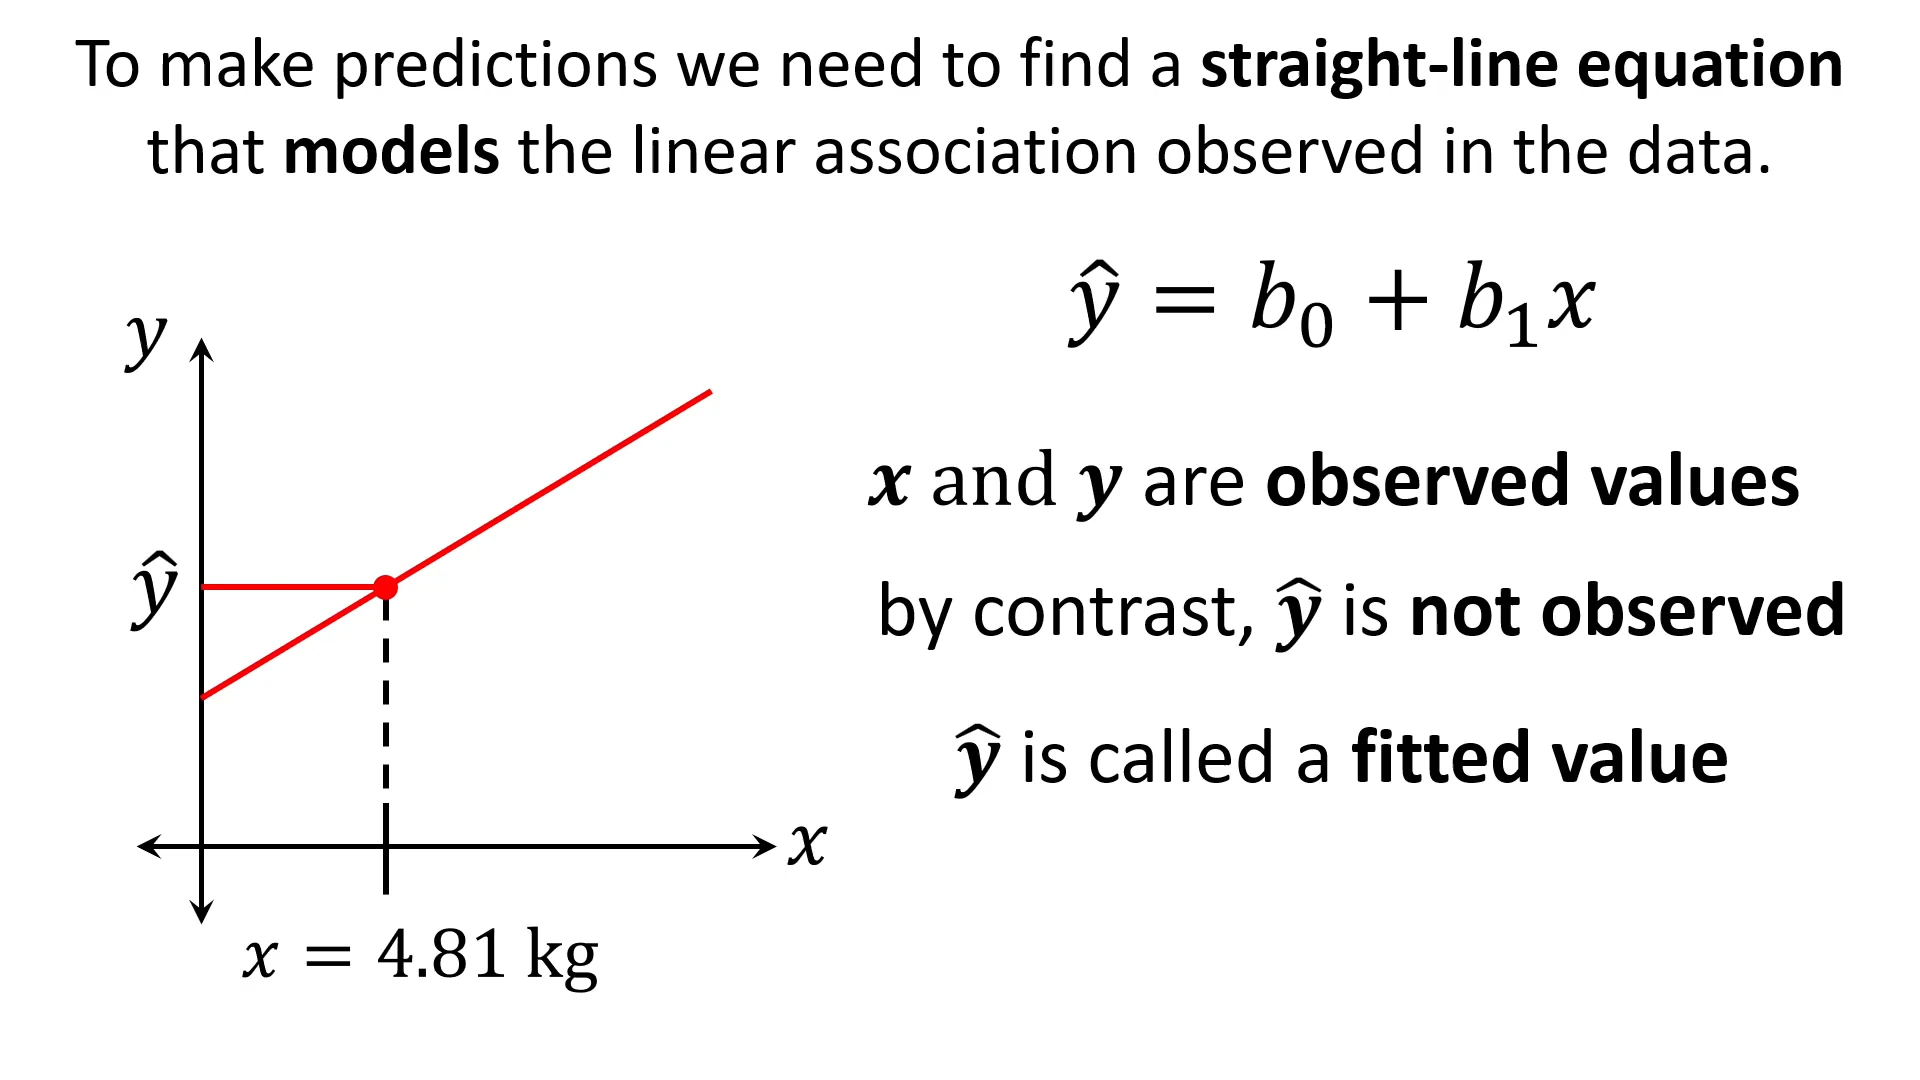 To make predictions we need to find a straight-line equation
that models the linear association observed in the data.
ŷ = b₀ + b₁x
y
x and y are observed values
ŷ
by contrast, ŷ is not observed
ŷ is called a fitted value
x
x = 4.81 kg